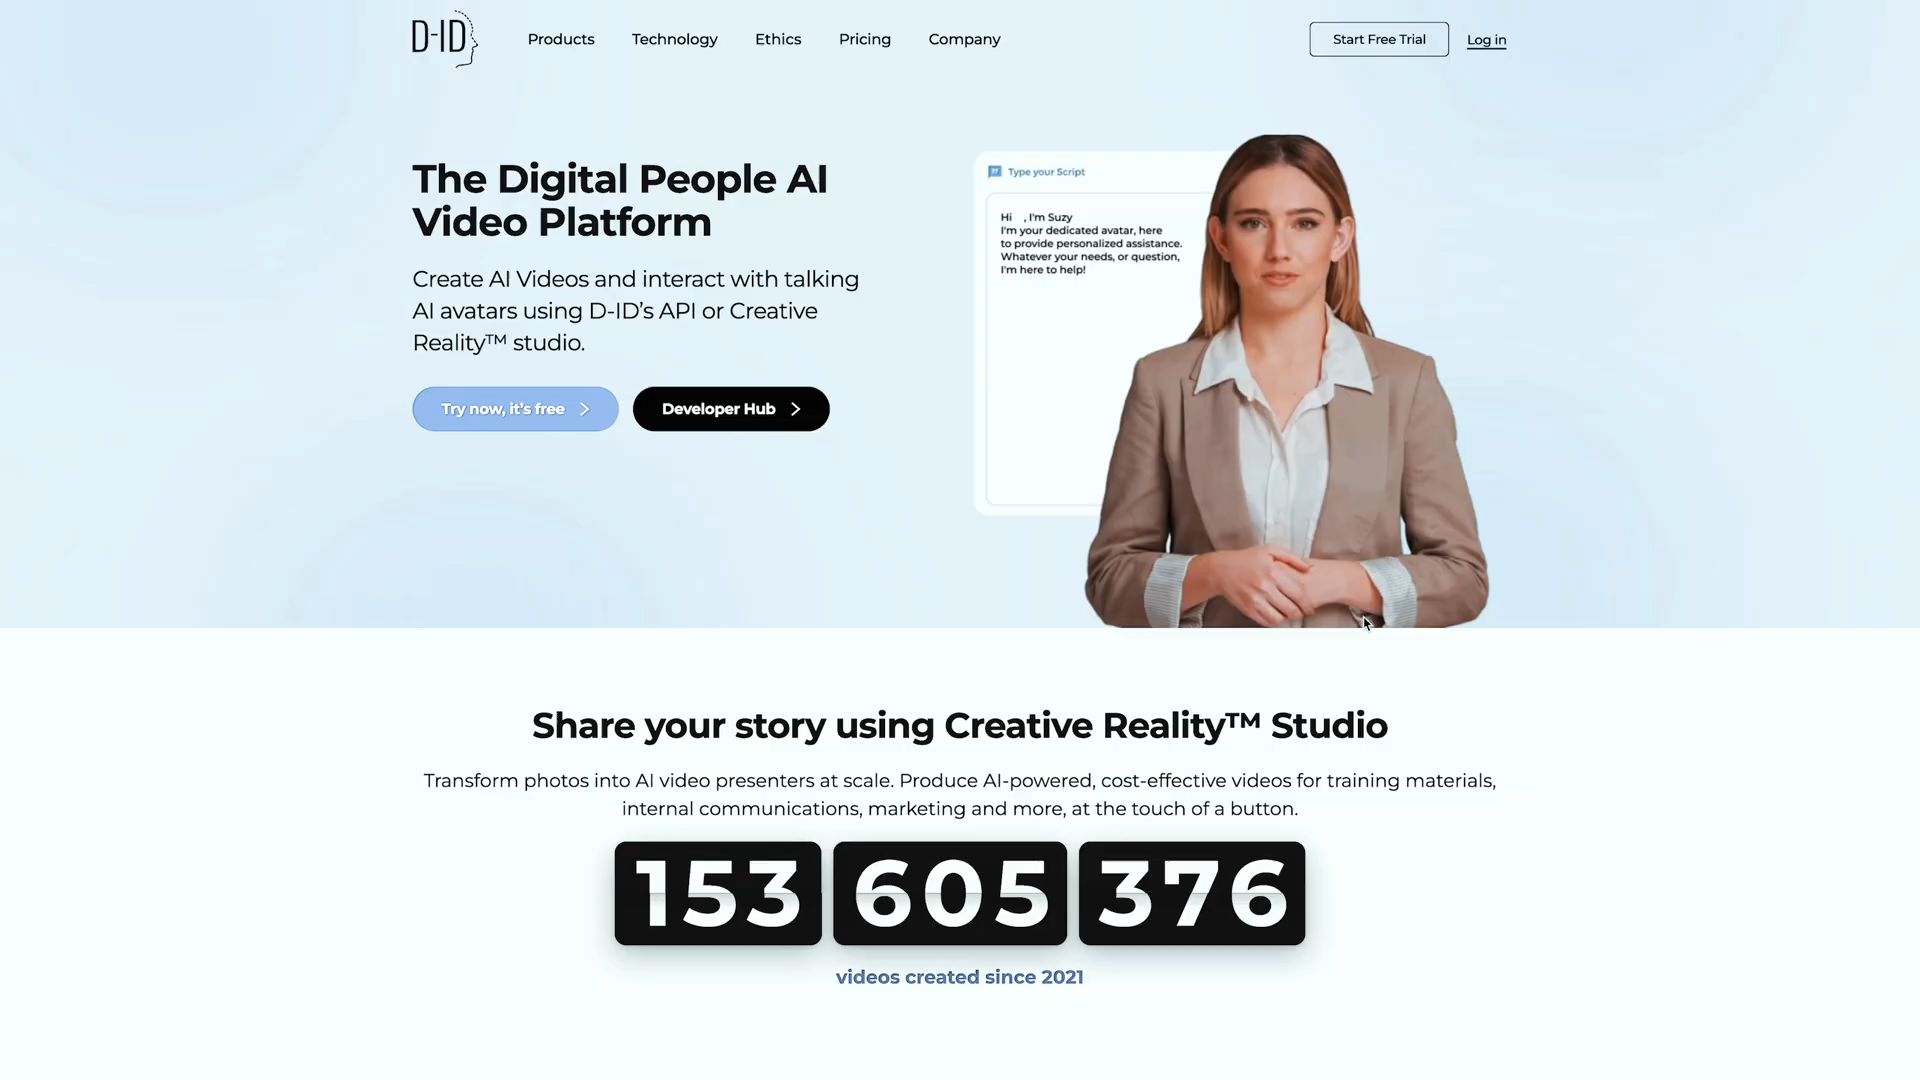 D-ID
Products
Technology
Ethics
Pricing
Company
Start Free Trial
Log in
The Digital People AI
Video Platform
Create AI Videos and interact with talking
AI avatars using D-ID’s API or Creative
Reality™ studio.
Try now, it’s free
Developer Hub
Type your Script
Hi , I'm Suzy
I'm your dedicated avatar, here
to provide personalized assistance.
Whatever your needs, or question,
I'm here to help!
Share your story using Creative Reality™ Studio
Transform photos into AI video presenters at scale. Produce AI-powered, cost-effective videos for training materials,
internal communications, marketing and more, at the touch of a button.
153 605 376
videos created since 2021